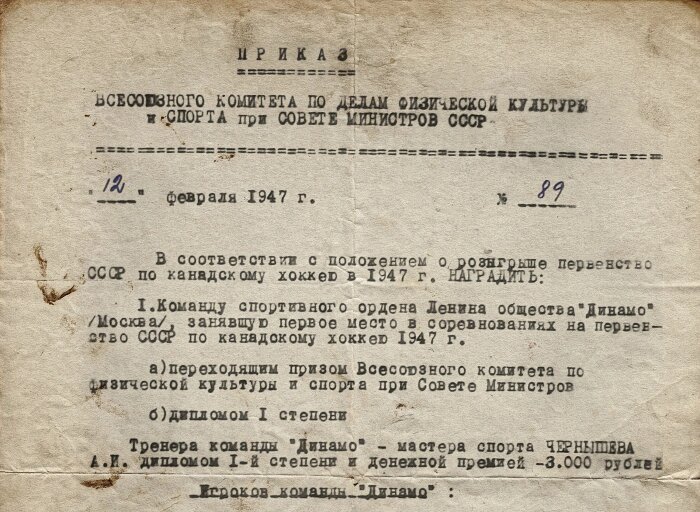 ПРИКАЗ
==============
ВСЕСОЮЗНОГО КОМИТЕТА ПО ДЕЛАМ ФИЗИЧЕСКОЙ КУЛЬТУРЫ
и СПОРТА при СОВЕТЕ МИНИСТРОВ СССР
==============================================
"12" февраля 1947 г. № 89
В соответствии с положением о розыгрыше первенство
СССР по канадскому хоккею в 1947 г. НАГРАДИТЬ:
I.Команду спортивного ордена Ленина общества"Динамо"
/Москва/, занявшую первое место в соревнованиях на первен-
ство СССР по канадскому хоккею 1947 г.
а)переходящим призом Всесоюзного комитета по
физической культуры и спорта при Совете Министров
б)дипломом I степени
Тренера команды "Динамо" - мастера спорта ЧЕРНЫШЕВА
А.И. дипломом I-й степени и денежной премией -3.000 рублей
Игроков команды "Динамо" :